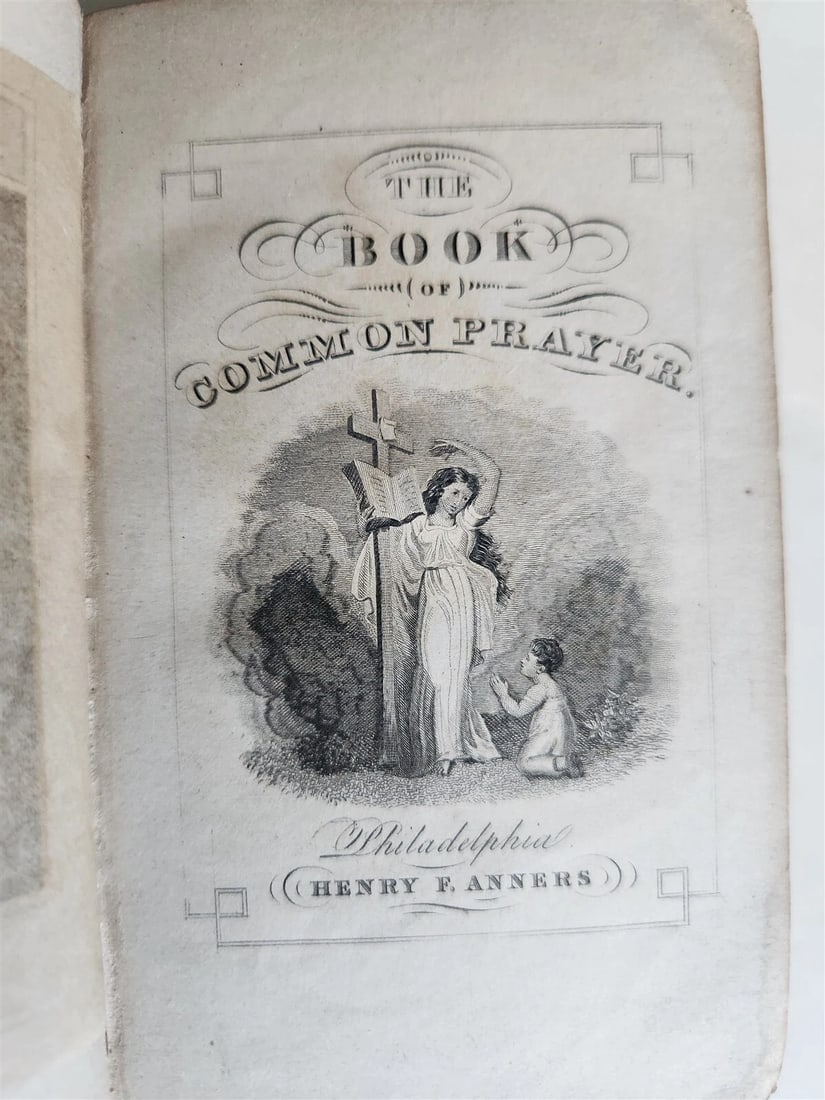 THE
BOOK
(OF)
COMMON PRAYER.
Philadelphia.
HENRY F. ANNERS